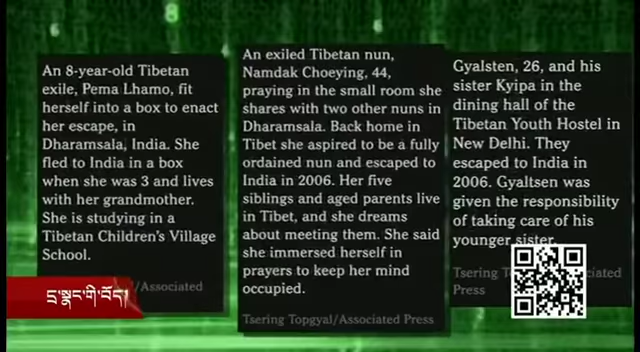 An 8-year-old Tibetan
exile, Pema Lhamo, fit
herself into a box to enact
her escape, in
Dharamsala, India. She
fled to India in a box
when she was 3 and lives
with her grandmother.
She is studying in a
Tibetan Children's Village
School.
/Associated
An exiled Tibetan nun,
Namdak Choeying, 44,
praying in the small room she
shares with two other nuns in
Dharamsala. Back home in
Tibet she aspired to be a fully
ordained nun and escaped to
India in 2006. Her five
siblings and aged parents live
in Tibet, and she dreams
about meeting them. She said
she immersed herself in
prayers to keep her mind
occupied.
Tsering Topgyal/Associated Press
Gyalsten, 26, and his
sister Kyipa in the
dining hall of the
Tibetan Youth Hostel in
New Delhi. They
escaped to India in
2006. Gyaltsen was
given the responsibility
of taking care of his
younger sister.
Tsering
Press
དྲ་སྣང་གི་བོད།